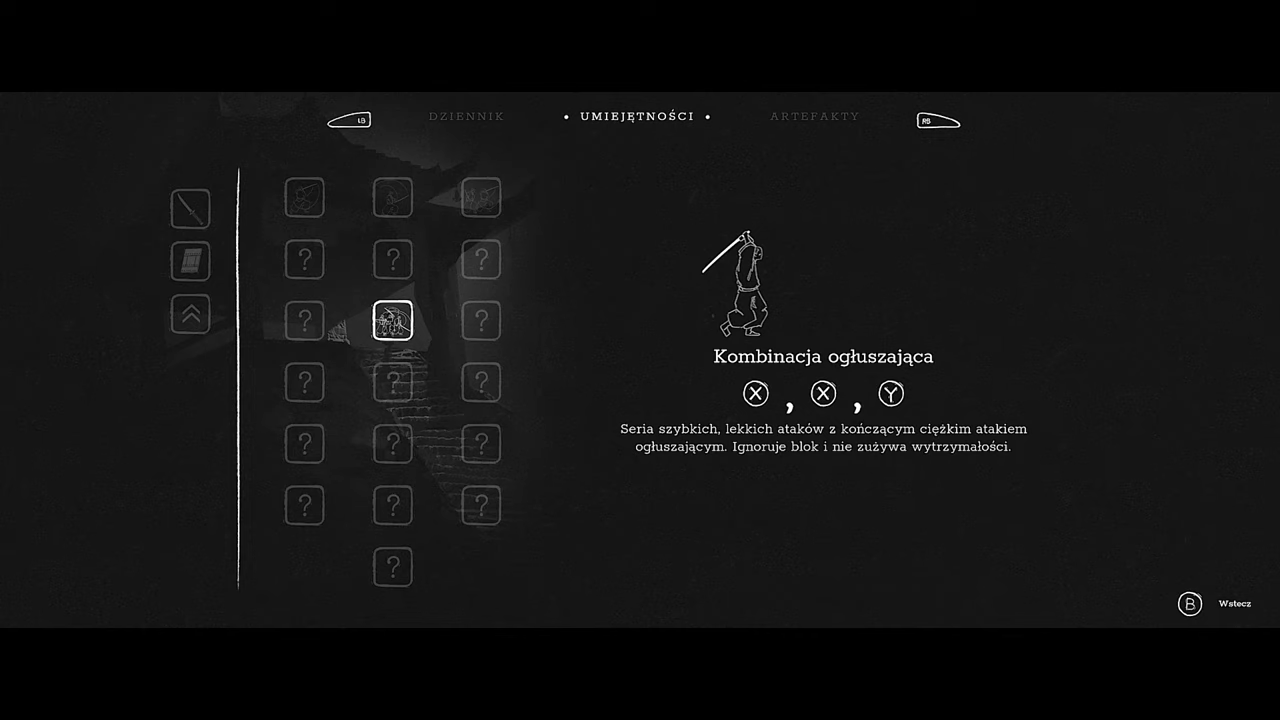 LB DZIENNIK • UMIEJĘTNOŚCI • ARTEFAKTY RB
? ? ?
? ?
? ? ?
? ? ?
? ? ?
?
Kombinacja ogłuszająca
X , X , Y
Seria szybkich, lekkich ataków z kończącym ciężkim atakiem
ogłuszającym. Ignoruje blok i nie zużywa wytrzymałości.
B Wstecz